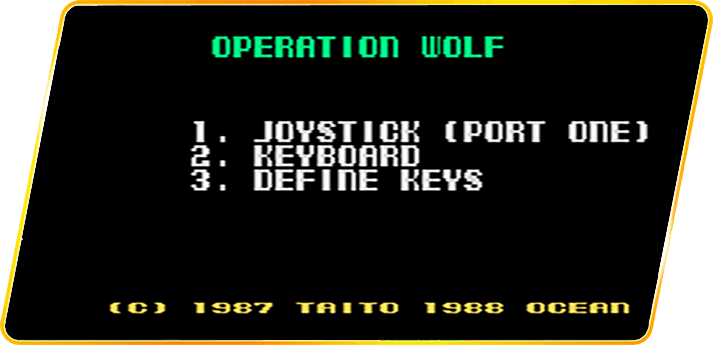 OPERATION WOLF
1. JOYSTICK (PORT ONE)
2. KEYBOARD
3. DEFINE KEYS
(C) 1987 TAITO 1988 OCEAN